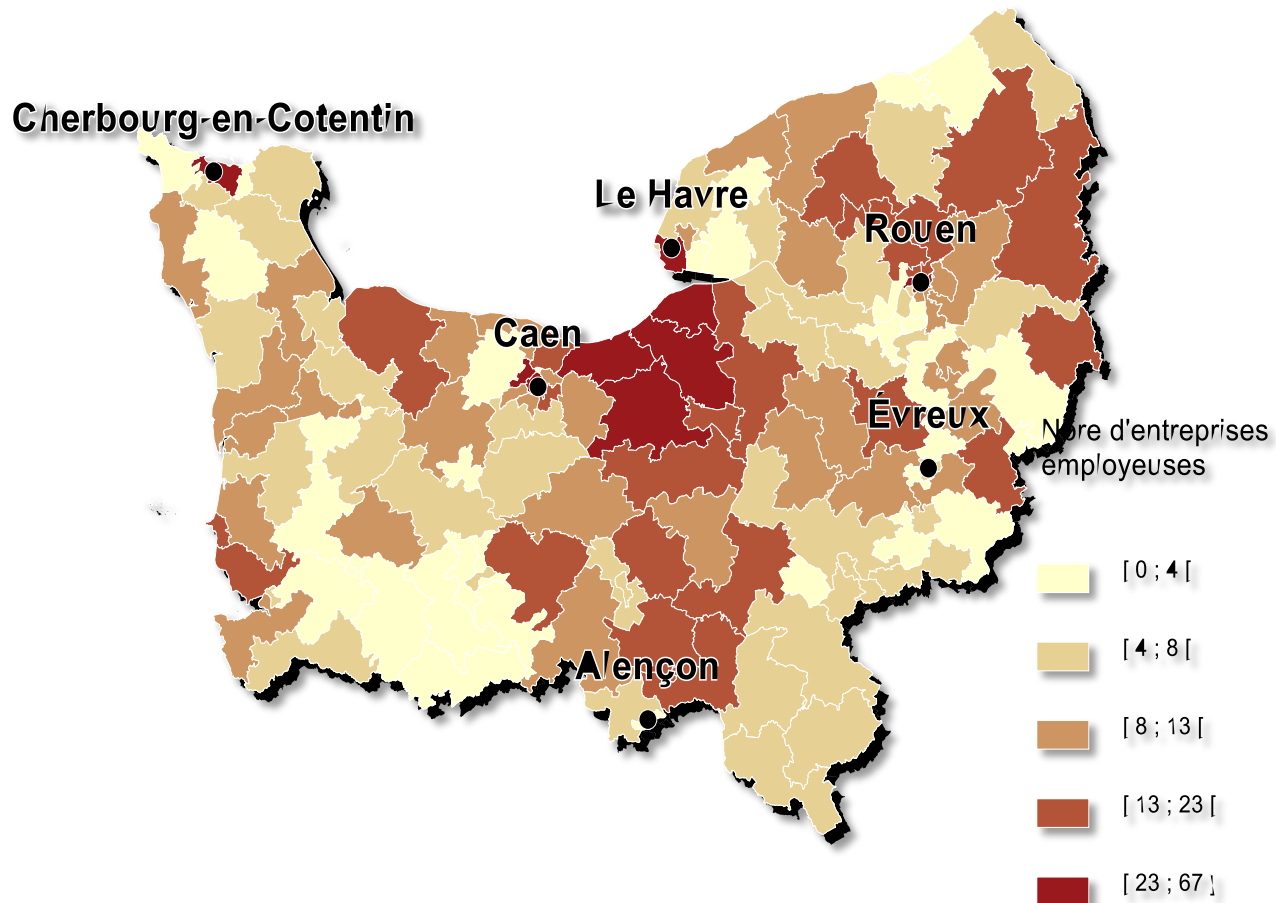 Cherbourg-en-Cotentin
Le Havre
Rouen
Caen
Évreux
Nbre d'entreprises
employeuses
[ 0 ; 4 [
[ 4 ; 8 [
Alençon
[ 8 ; 13 [
[ 13 ; 23 [
[ 23 ; 67 ]